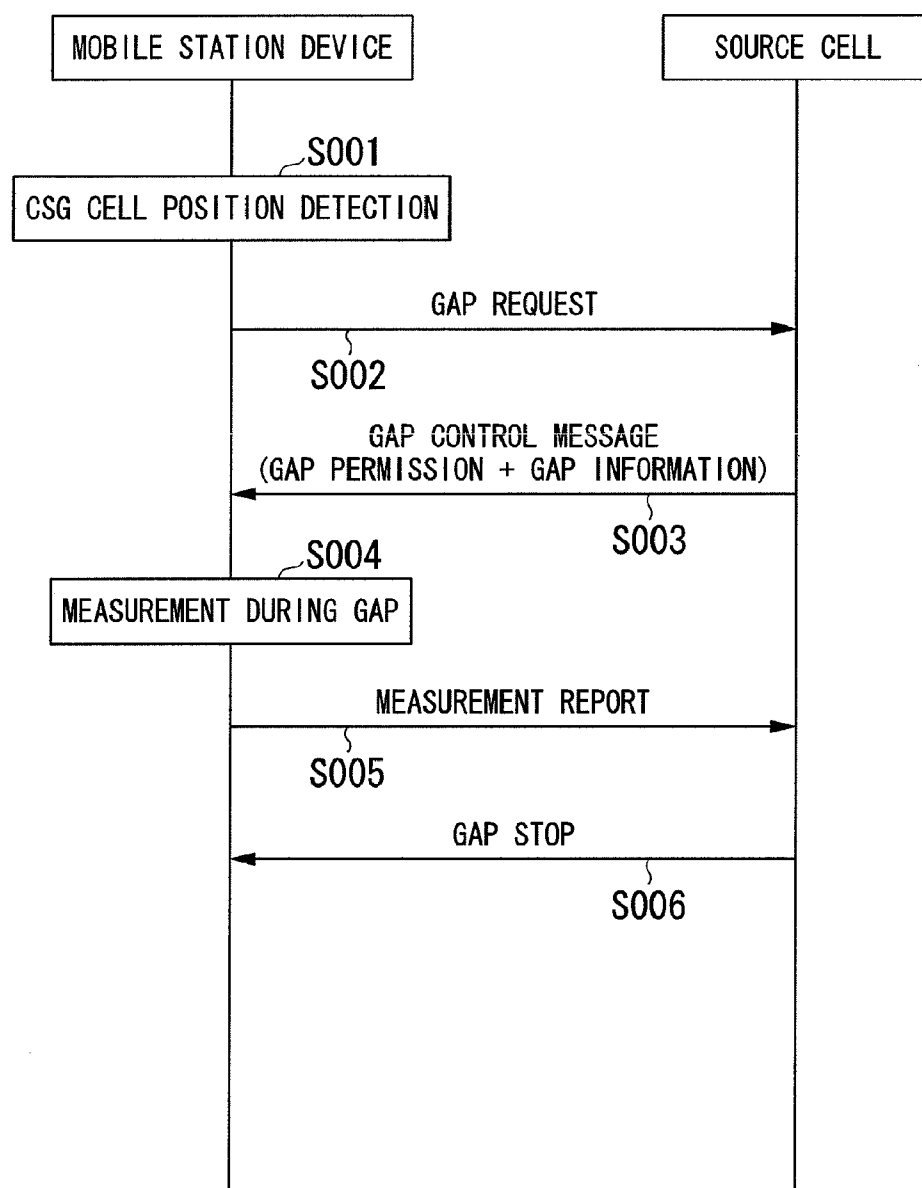 MOBILE STATION DEVICE
SOURCE CELL
S001
CSG CELL POSITION DETECTION
GAP REQUEST
S002
GAP CONTROL MESSAGE
(GAP PERMISSION + GAP INFORMATION)
S003
S004
MEASUREMENT DURING GAP
MEASUREMENT REPORT
S005
GAP STOP
S006